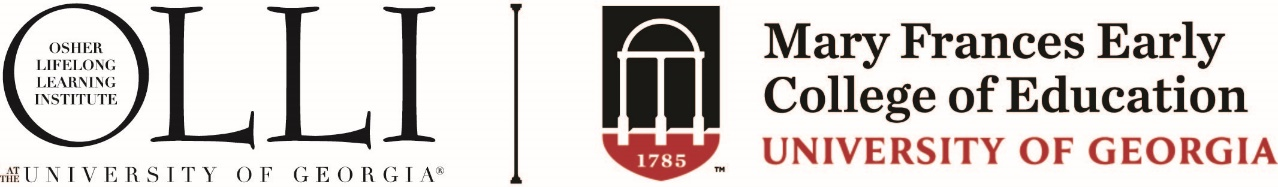 OLLI
OSHER
LIFELONG
LEARNING
INSTITUTE
AT THE UNIVERSITY OF GEORGIA®
1785
™
Mary Frances Early
College of Education
UNIVERSITY OF GEORGIA